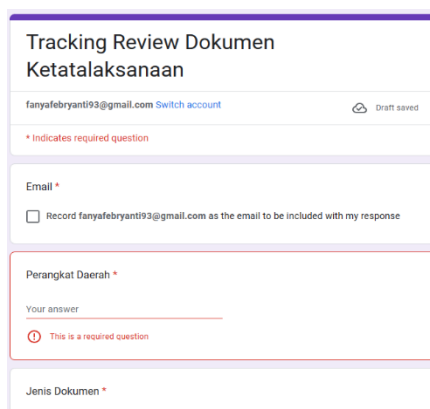 Tracking Review Dokumen
Ketatalaksanaan
fanyafebryanti93@gmail.com Switch account
Draft saved
* Indicates required question
Email *
Record fanyafebryanti93@gmail.com as the email to be included with my response
Perangkat Daerah *
Your answer
This is a required question
Jenis Dokumen *